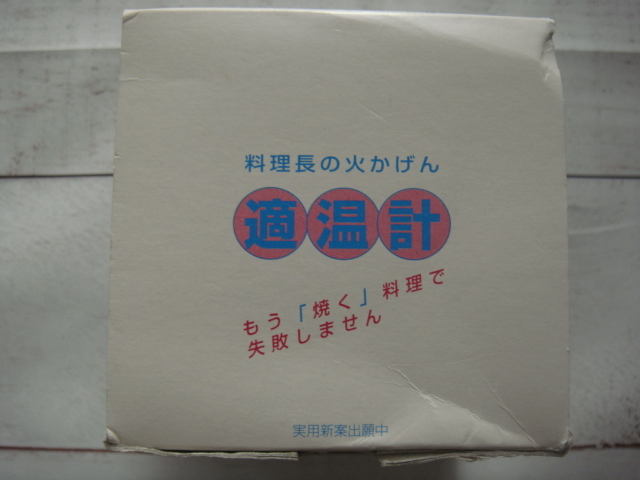 料理長の火かげん
適温計
もう「焼く」料理で
失敗しません
実用新案出願中